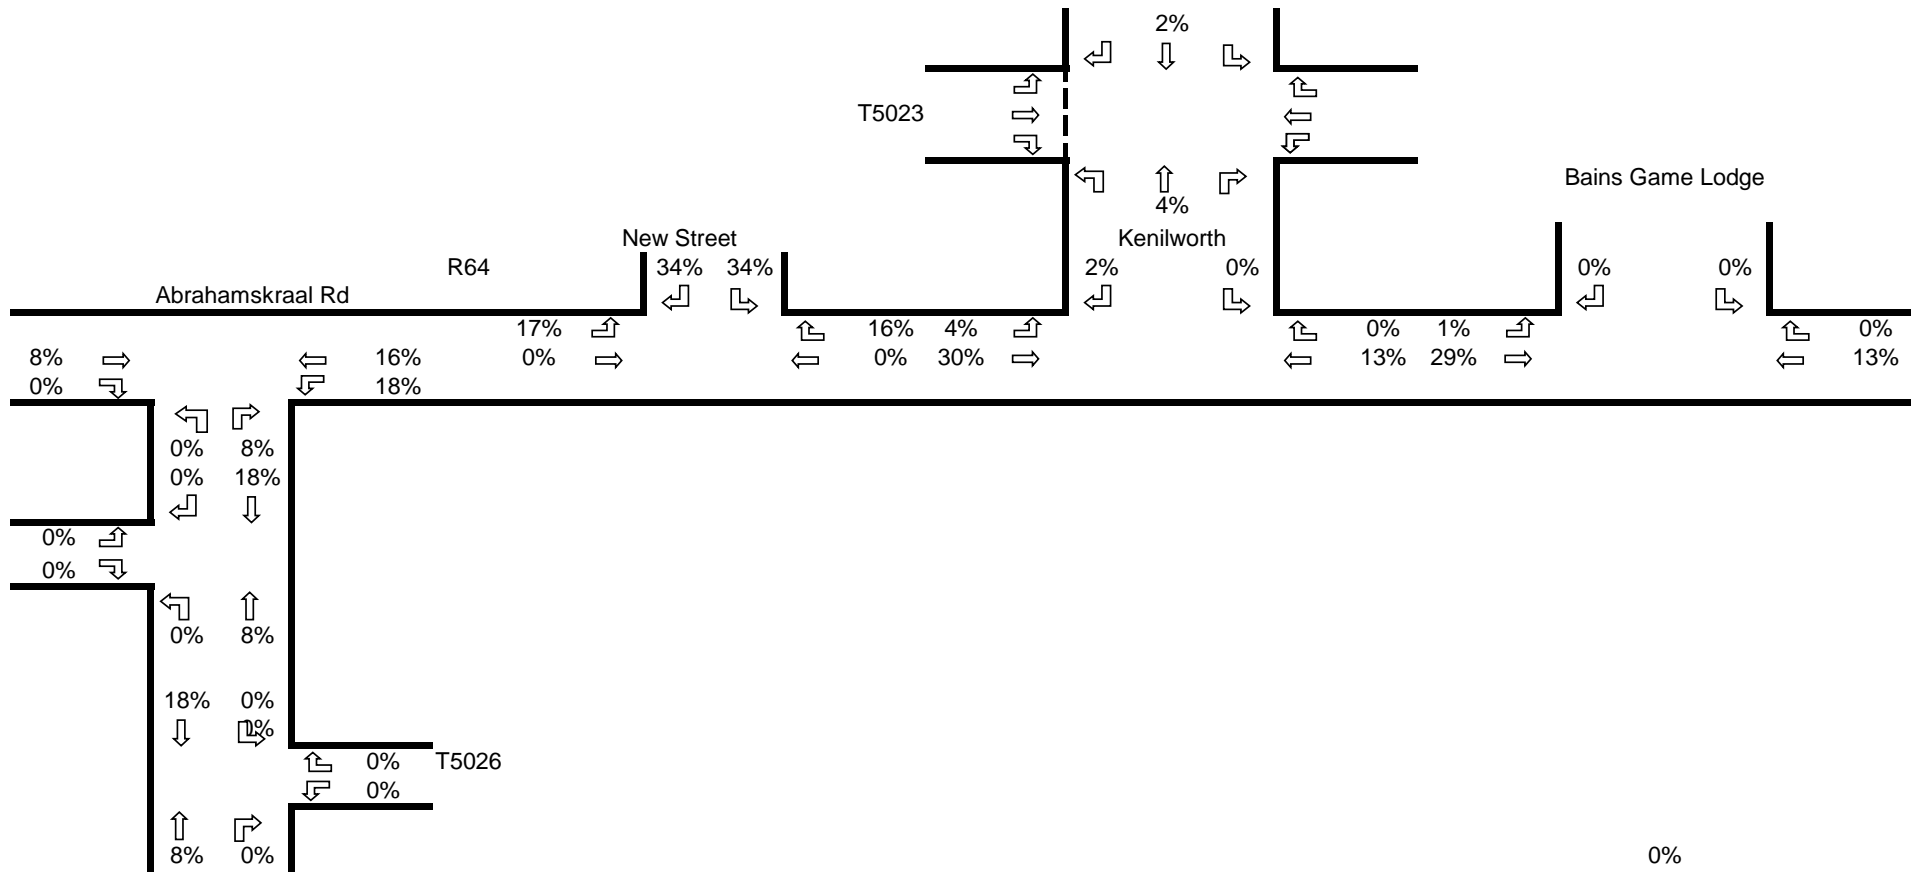 2%
T5023
Bains Game Lodge
4%
New Street Kenilworth
R64 34% 34% 2% 0% 0% 0%
Abrahamskraal Rd
17% 16% 4% 0% 1% 0%
8% 16% 0% 0% 30% 13% 29% 13%
0% 18%
0% 8%
0% 18%
0%
0%
0% 8%
18% 0%
0%
0% T5026
0%
8% 0% 0%